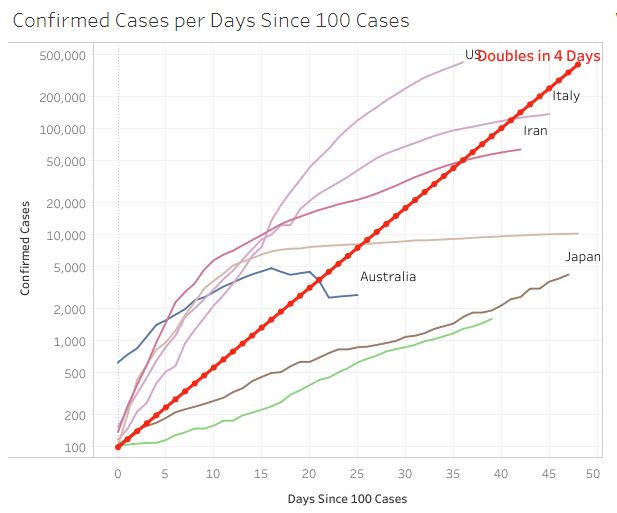 Confirmed Cases per Days Since 100 Cases
500,000
200,000
100,000
50,000
20,000
10,000
5,000
2,000
1,000
500
200
100
Confirmed Cases
US
Doubles in 4 Days
Italy
Iran
Japan
Australia
0 5 10 15 20 25 30 35 40 45 50
Days Since 100 Cases